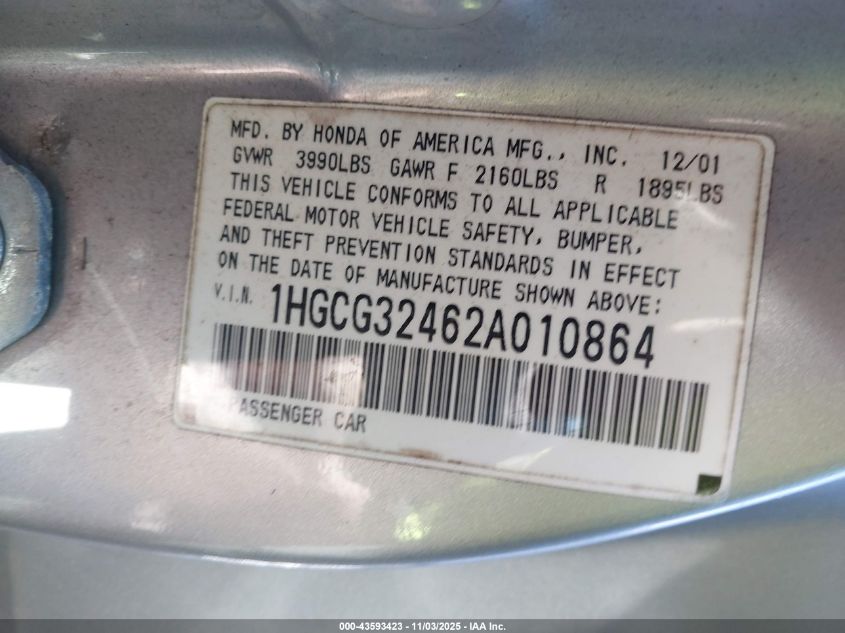 MFD. BY HONDA OF AMERICA MFG., INC. 12/01
GVWR 3990LBS GAWR F 2160LBS R 1895LBS
THIS VEHICLE CONFORMS TO ALL APPLICABLE
FEDERAL MOTOR VEHICLE SAFETY, BUMPER,
AND THEFT PREVENTION STANDARDS IN EFFECT
ON THE DATE OF MANUFACTURE SHOWN ABOVE:
V.I.N. 1HGCG32462A010864
PASSENGER CAR
000-43593423 - 11/03/2025 - IAA Inc.